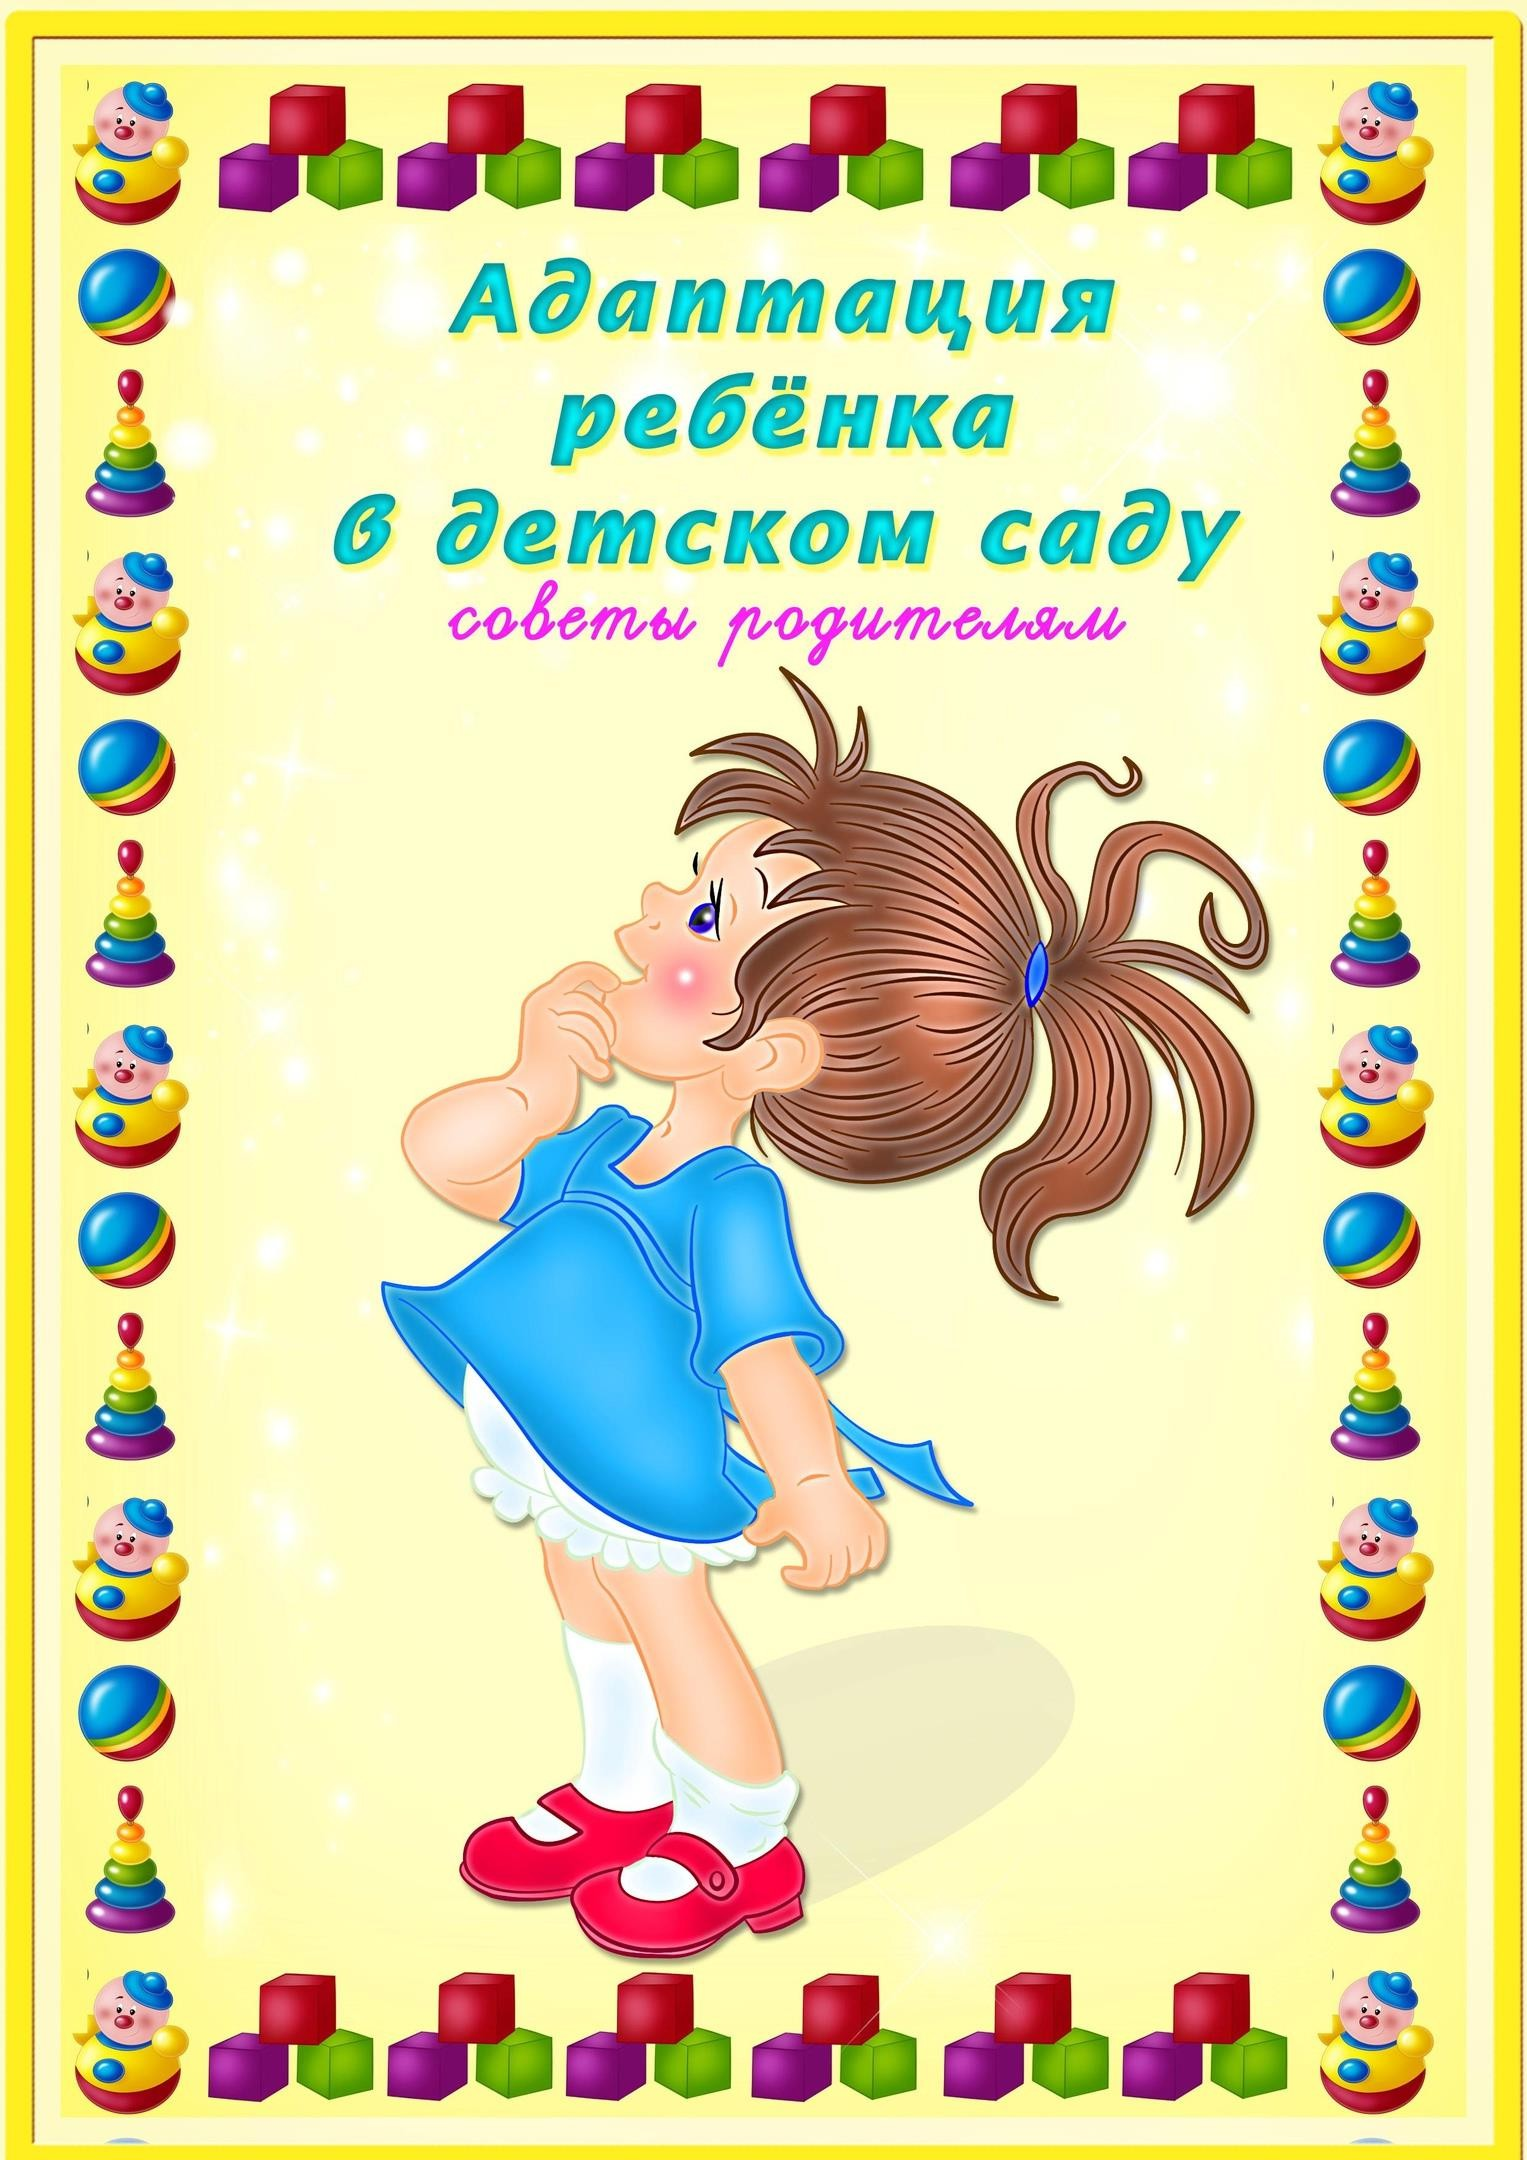 Адаптация
ребёнка
в детском саду
советы родителям